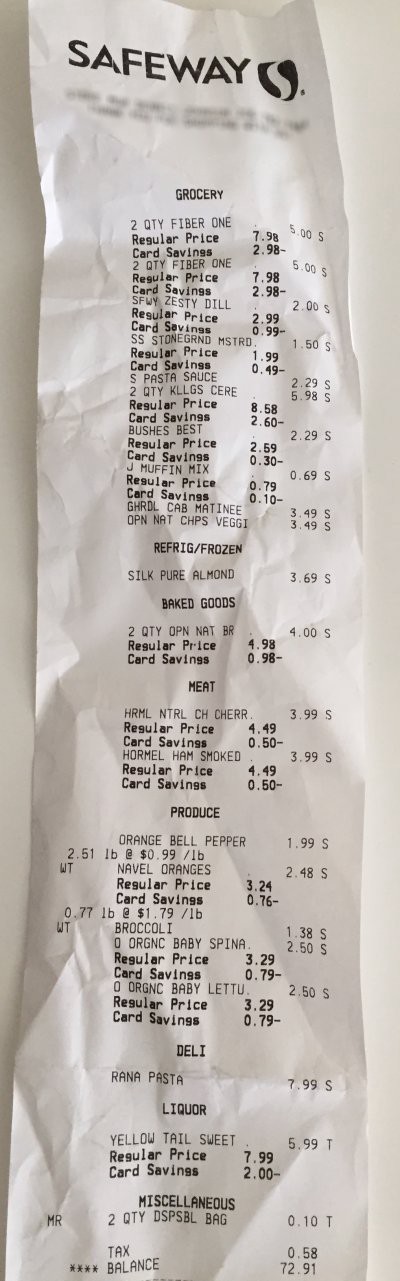 SAFEWAY
GROCERY
2 QTY FIBER ONE . 5.00 S
Regular Price 7.98
Card Savings 2.98-
2 QTY FIBER ONE . 5.00 S
Regular Price 7.98
Card Savings 2.98-
SFWY ZESTY DILL . 2.00 S
Regular Price 2.99
Card Savings 0.99-
SS STONEGRND MSTRD. 1.50 S
Regular Price 1.99
Card Savings 0.49-
S PASTA SAUCE 2.29 S
2 QTY KLLGS CERE . 5.98 S
Regular Price 8.58
Card Savings 2.60-
BUSHES BEST . 2.29 S
Regular Price 2.59
Card Savings 0.30-
J MUFFIN MIX . 0.69 S
Regular Price 0.79
Card Savings 0.10-
GHRDL CAB MATINEE 3.49 S
OPN NAT CHPS VEGGI 3.49 S
REFRIG/FROZEN
SILK PURE ALMOND 3.69 S
BAKED GOODS
2 QTY OPN NAT BR . 4.00 S
Regular Price 4.98
Card Savings 0.98-
MEAT
HRML NTRL CH CHERR. 3.99 S
Regular Price 4.49
Card Savings 0.50-
HORMEL HAM SMOKED . 3.99 S
Regular Price 4.49
Card Savings 0.50-
PRODUCE
ORANGE BELL PEPPER 1.99 S
2.51 lb @ $0.99 /lb
WT NAVEL ORANGES . 2.48 S
Regular Price 3.24
Card Savings 0.76-
0.77 lb @ $1.79 /lb
WT BROCCOLI 1.38 S
O ORGNC BABY SPINA. 2.50 S
Regular Price 3.29
Card Savings 0.79-
O ORGNC BABY LETTU. 2.50 S
Regular Price 3.29
Card Savings 0.79-
DELI
RANA PASTA 7.99 S
LIQUOR
YELLOW TAIL SWEET . 5.99 T
Regular Price 7.99
Card Savings 2.00-
MISCELLANEOUS
MR 2 QTY DSPSBL BAG 0.10 T
TAX 0.58
**** BALANCE 72.91